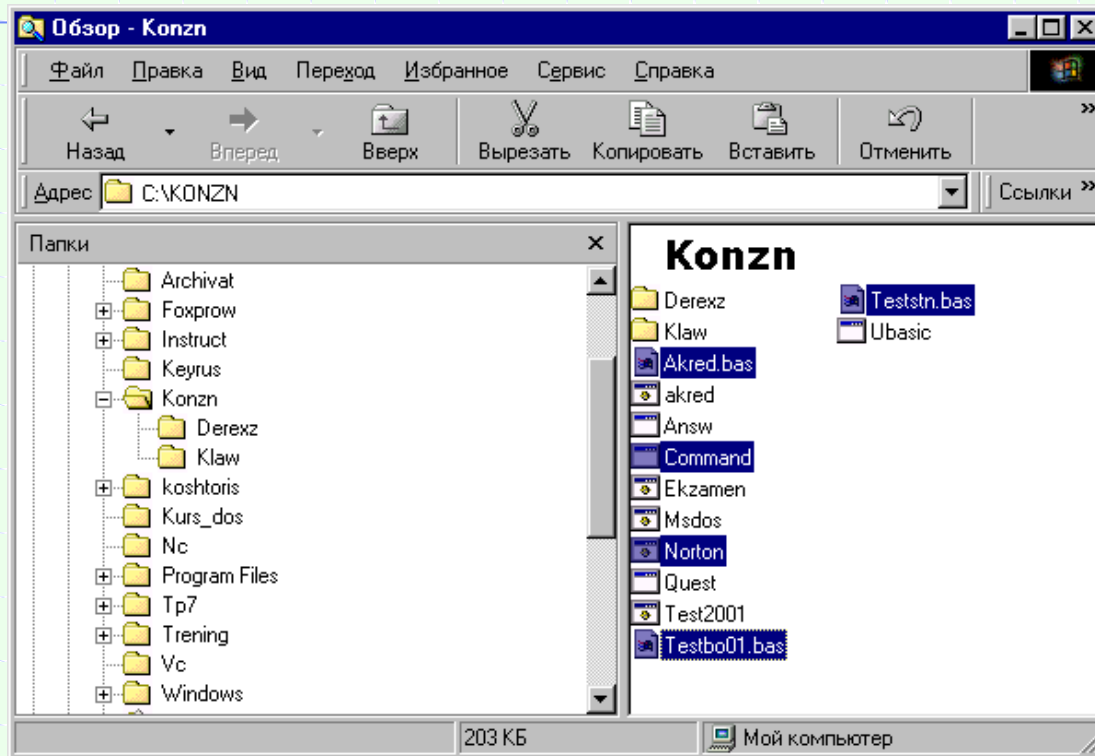 Обзор - Konzn
Файл Правка Вид Переход Избранное Сервис Справка
Назад Вперед Вверх Вырезать Копировать Вставить Отменить
Адрес C:\KONZN Ссылки
Папки
Archivat
Foxprow
Instruct
Keyrus
Konzn
Derexz
Klaw
koshtoris
Kurs_dos
Nc
Program Files
Tp7
Trening
Vc
Windows
Konzn
Derexz
Klaw
Akred.bas
akred
Answ
Command
Ekzamen
Msdos
Norton
Quest
Test2001
Testbo01.bas
Teststn.bas
Ubasic
203 КБ Мой компьютер